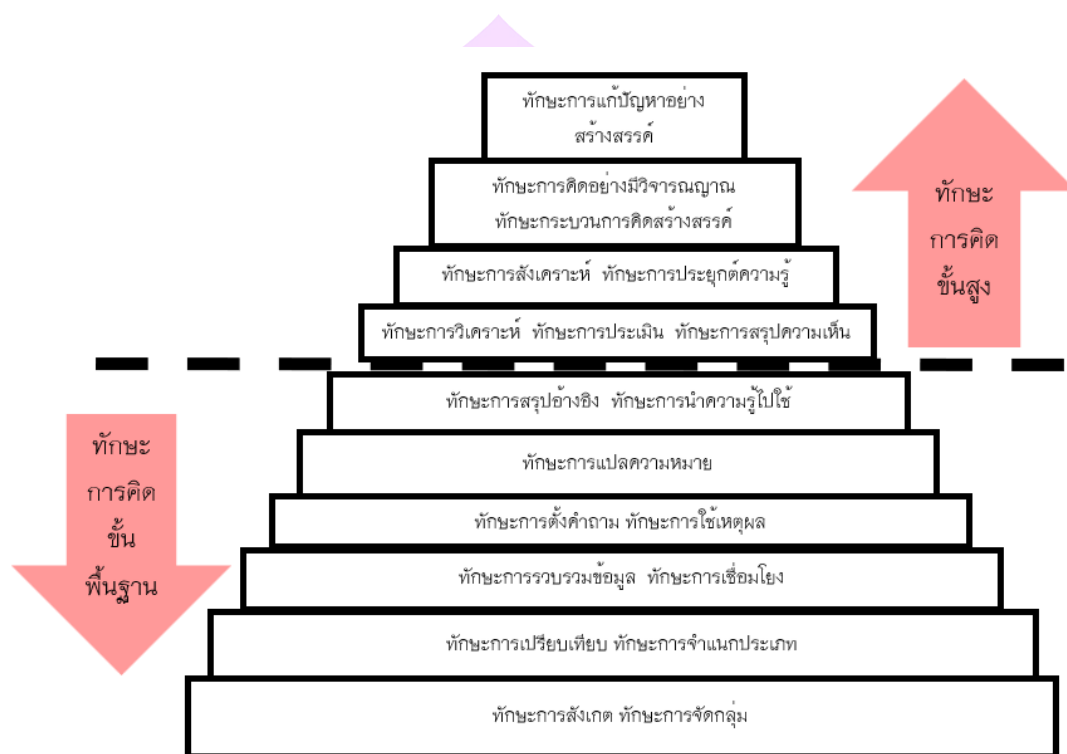 ทักษะการแก้ปัญหาอย่าง
สร้างสรรค์
ทักษะการคิดอย่างมีวิจารณญาณ
ทักษะกระบวนการคิดสร้างสรรค์
ทักษะการสังเคราะห์ ทักษะการประยุกต์ความรู้
ทักษะการวิเคราะห์ ทักษะการประเมิน ทักษะการสรุปความเห็น
ทักษะ
การคิด
ขั้นสูง
ทักษะการสรุปอ้างอิง ทักษะการนำความรู้ไปใช้
ทักษะการแปลความหมาย
ทักษะการตั้งคำถาม ทักษะการใช้เหตุผล
ทักษะการรวบรวมข้อมูล ทักษะการเชื่อมโยง
ทักษะการเปรียบเทียบ ทักษะการจำแนกประเภท
ทักษะการสังเกต ทักษะการจัดกลุ่ม
ทักษะ
การคิด
ขั้น
พื้นฐาน